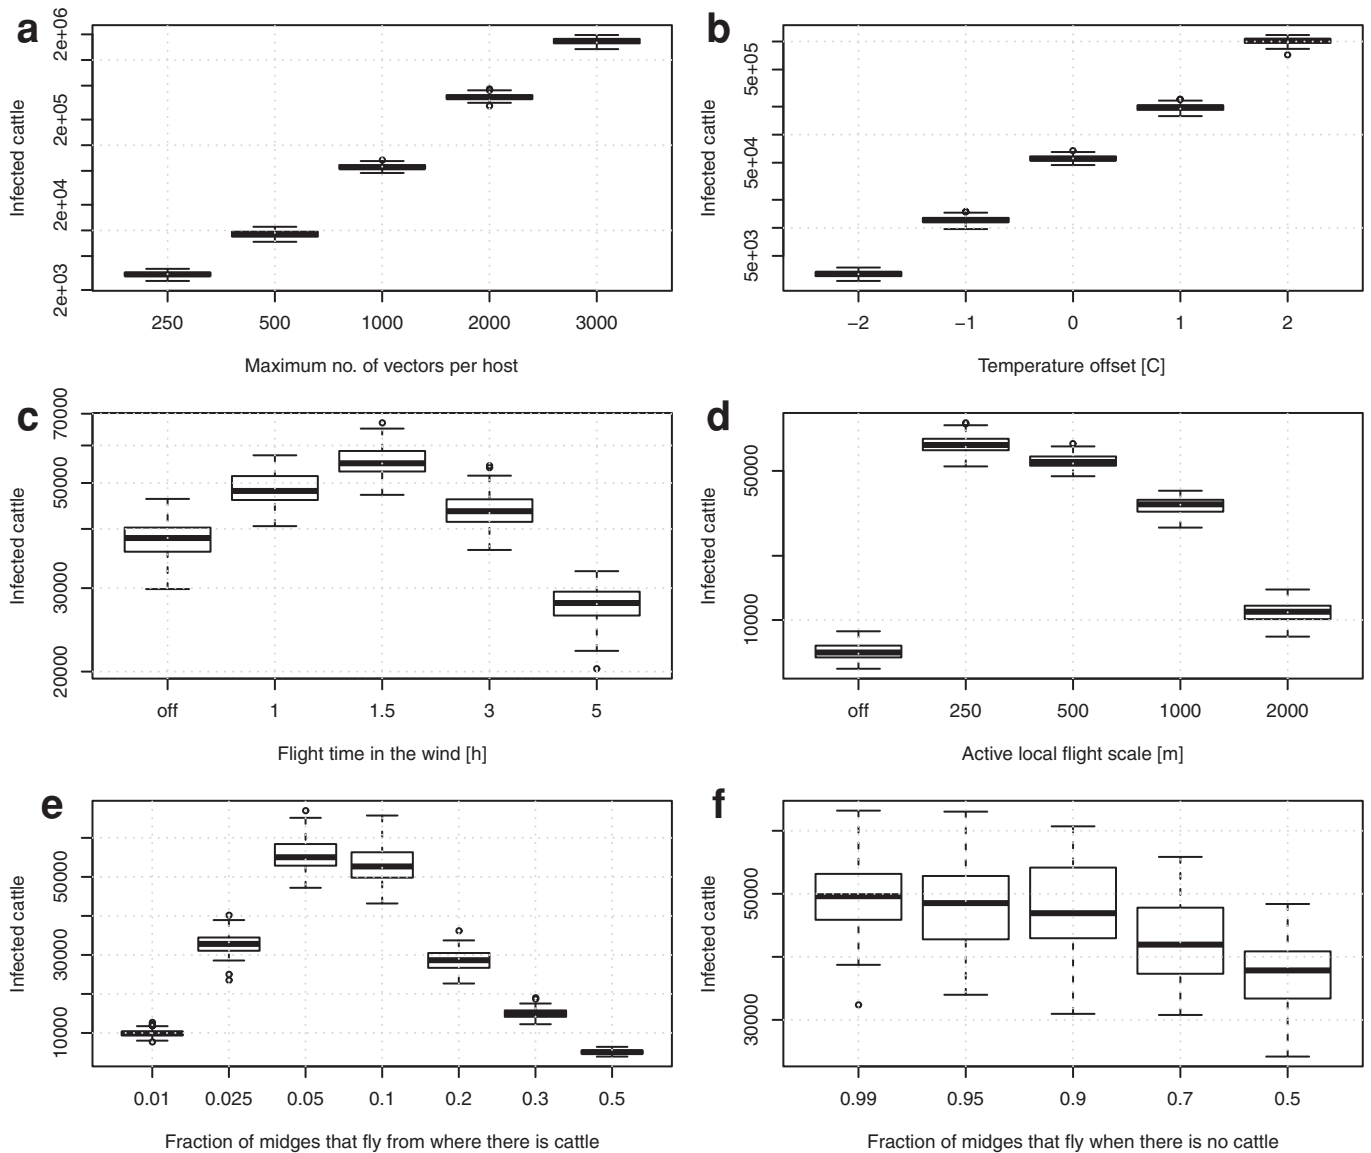 a
Infected cattle
2e+03 2e+04 2e+05 2e+06
250 500 1000 2000 3000
Maximum no. of vectors per host
b
Infected cattle
5e+03 5e+04 5e+05
−2 −1 0 1 2
Temperature offset [C]
c
Infected cattle
20000 30000 50000 70000
off 1 1.5 3 5
Flight time in the wind [h]
d
Infected cattle
10000 50000
off 250 500 1000 2000
Active local flight scale [m]
e
Infected cattle
10000 30000 50000
0.01 0.025 0.05 0.1 0.2 0.3 0.5
Fraction of midges that fly from where there is cattle
f
Infected cattle
30000 50000
0.99 0.95 0.9 0.7 0.5
Fraction of midges that fly when there is no cattle